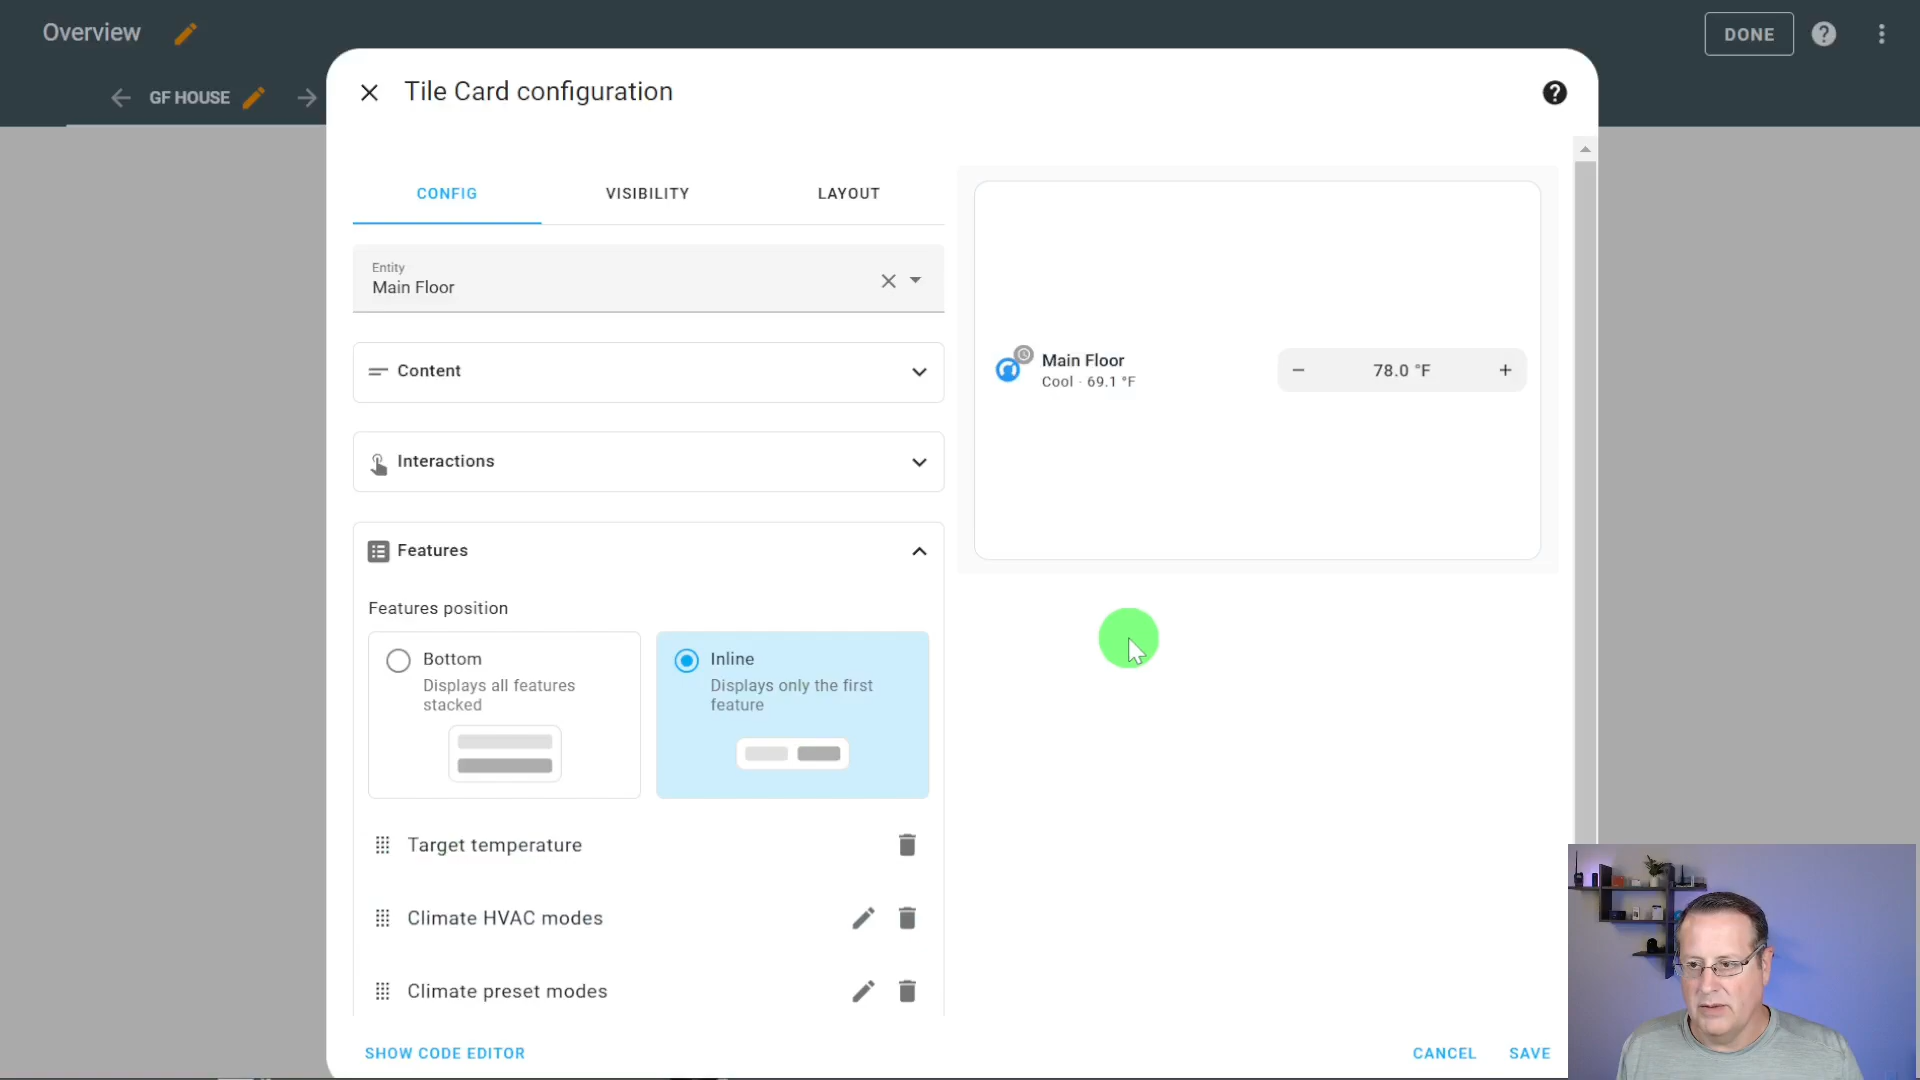 Overview
DONE
GF HOUSE
Tile Card configuration
CONFIG
VISIBILITY
LAYOUT
Entity
Main Floor
Content
Interactions
Features
Features position
Bottom
Displays all features
stacked
Inline
Displays only the first
feature
Target temperature
Climate HVAC modes
Climate preset modes
Main Floor
Cool · 69.1 °F
− 78.0 °F +
SHOW CODE EDITOR
CANCEL
SAVE